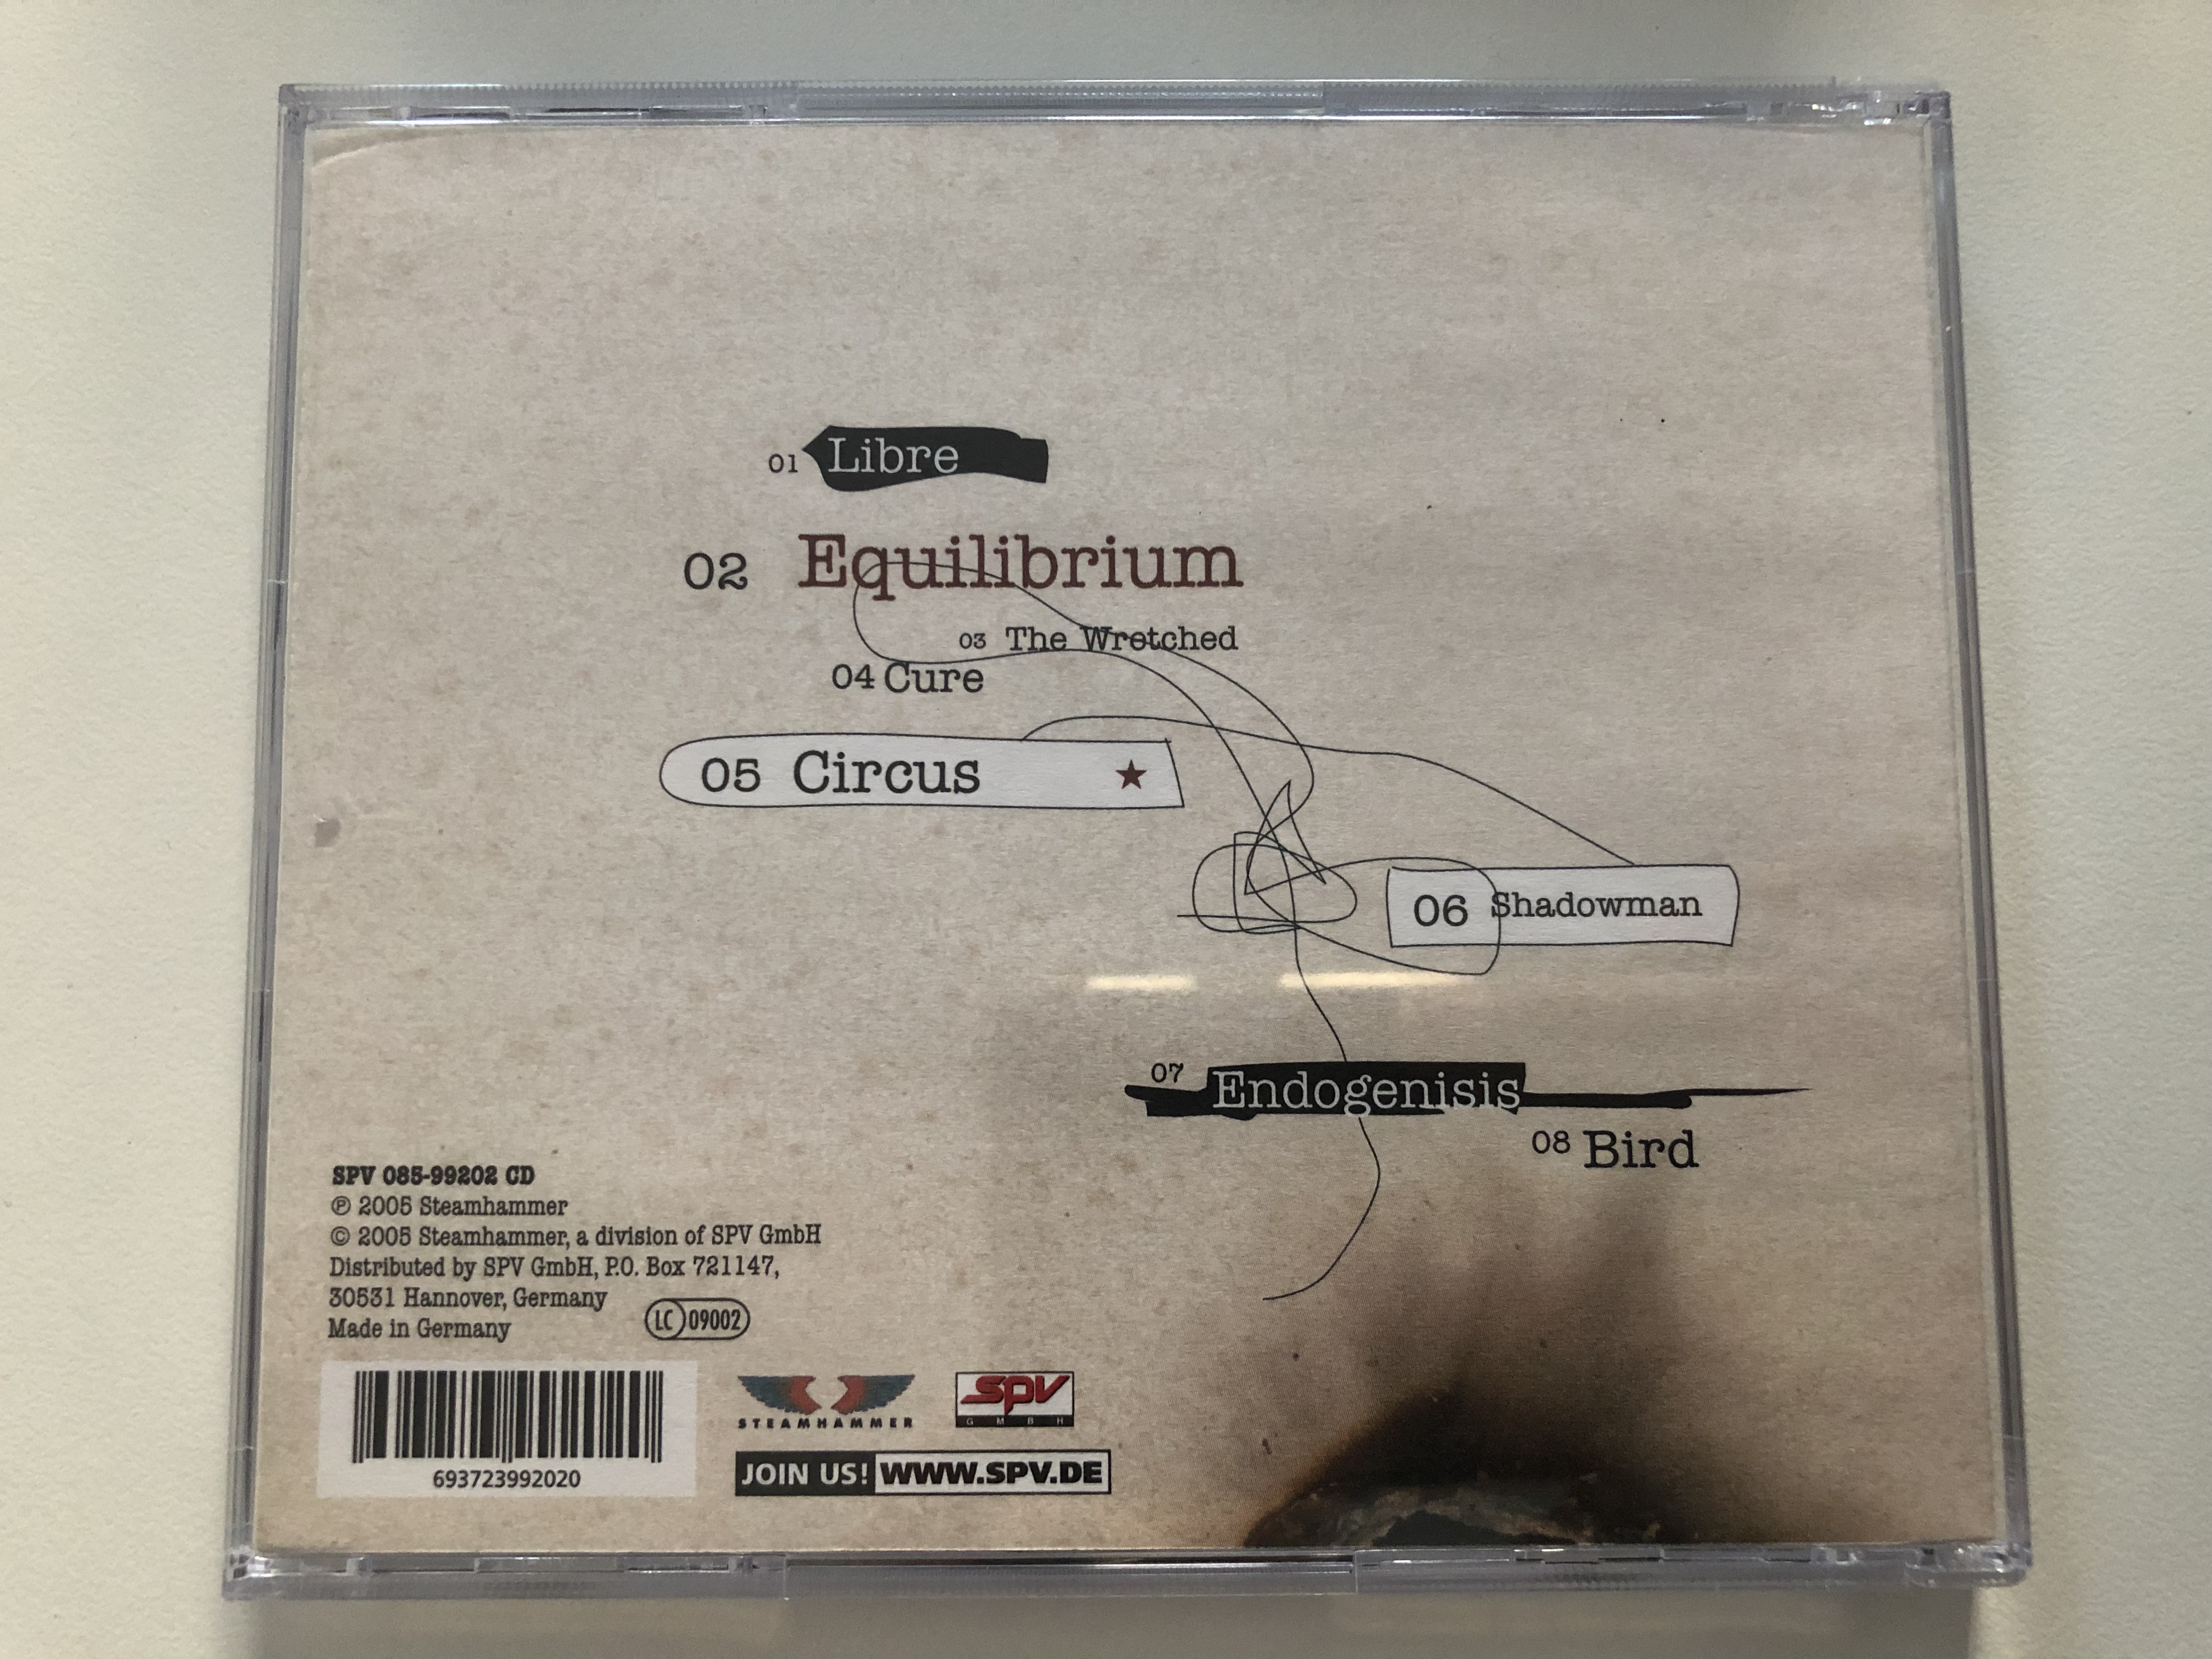 01 Libre
02 Equilibrium
03 The Wretched
04 Cure
05 Circus ★
06 Shadowman
07 Endogenisis
08 Bird
SPV 085-99202 CD
℗ 2005 Steamhammer
© 2005 Steamhammer, a division of SPV GmbH
Distributed by SPV GmbH, P.O. Box 721147,
30531 Hannover, Germany
Made in Germany
LC 09002
693723992020
STEAMHAMMER
SPV
GMBH
JOIN US! WWW.SPV.DE